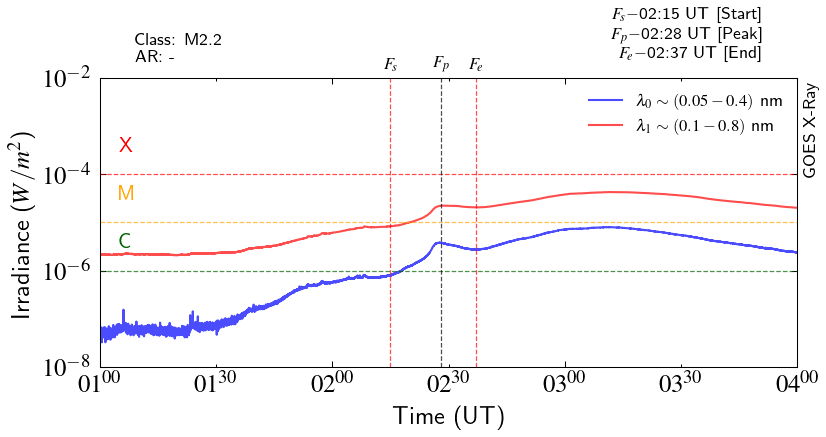 Class: M2.2
AR: -
F_s−02:15 UT [Start]
F_p−02:28 UT [Peak]
F_e−02:37 UT [End]
F_s F_p F_e
10^−2
10^−4
10^−6
10^−8
Irradiance (W/m^2)
X
M
C
λ_0 ∼ (0.05 − 0.4) nm
λ_1 ∼ (0.1 − 0.8) nm
GOES X-Ray
01^00 01^30 02^00 02^30 03^00 03^30 04^00
Time (UT)